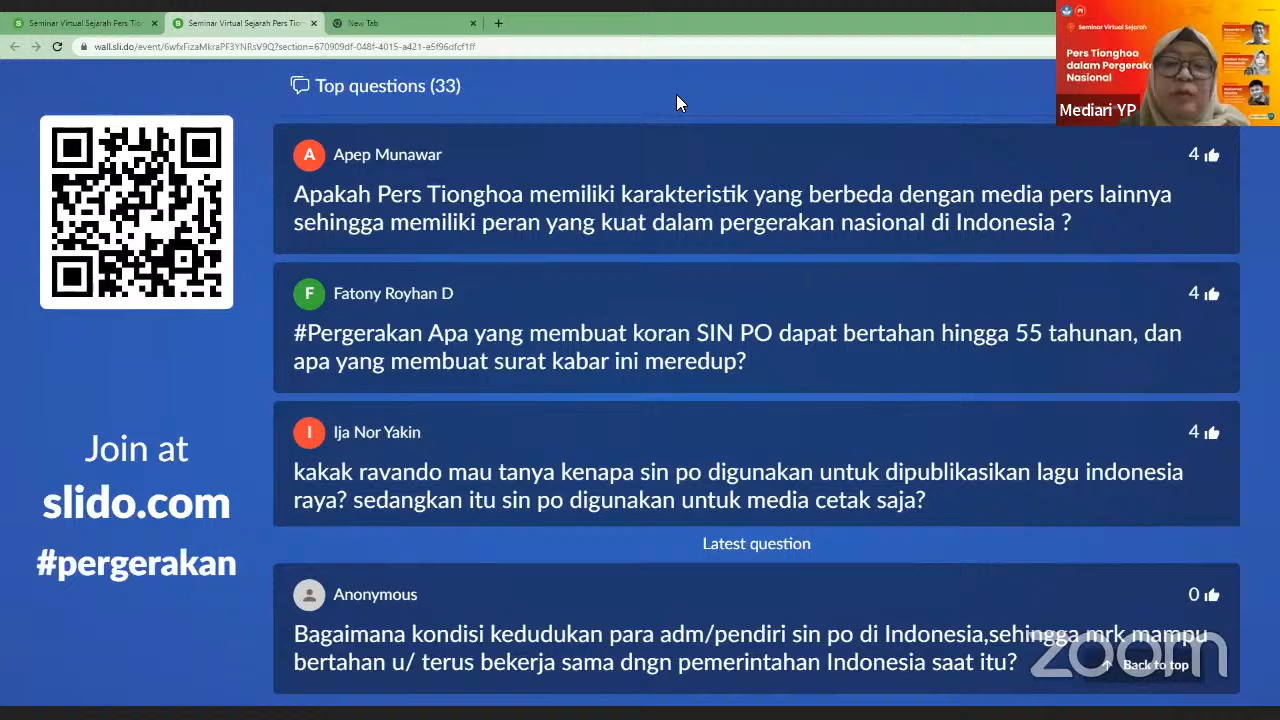 Seminar Virtual Sejarah Pers Tion
Seminar Virtual Sejarah Pers Tion
New Tab
wall.sli.do/event/6wfxFizaMkraPF3YNRsV9Q?section=670909df-048f-4015-a421-e5f96dfcf1ff
Seminar Virtual Sejarah
Pers Tionghoa
dalam Pergerak
Nasional
Mediari YP
Top questions (33)
A Apep Munawar
4
Apakah Pers Tionghoa memiliki karakteristik yang berbeda dengan media pers lainnya
sehingga memiliki peran yang kuat dalam pergerakan nasional di Indonesia ?
F Fatony Royhan D
4
#Pergerakan Apa yang membuat koran SIN PO dapat bertahan hingga 55 tahunan, dan
apa yang membuat surat kabar ini meredup?
I Ija Nor Yakin
4
kakak ravando mau tanya kenapa sin po digunakan untuk dipublikasikan lagu indonesia
raya? sedangkan itu sin po digunakan untuk media cetak saja?
Join at
slido.com
#pergerakan
Latest question
Anonymous
0
Bagaimana kondisi kedudukan para adm/pendiri sin po di Indonesia,sehingga mrk mampu
bertahan u/ terus bekerja sama dngn pemerintahan Indonesia saat itu?
Back to top
zoom